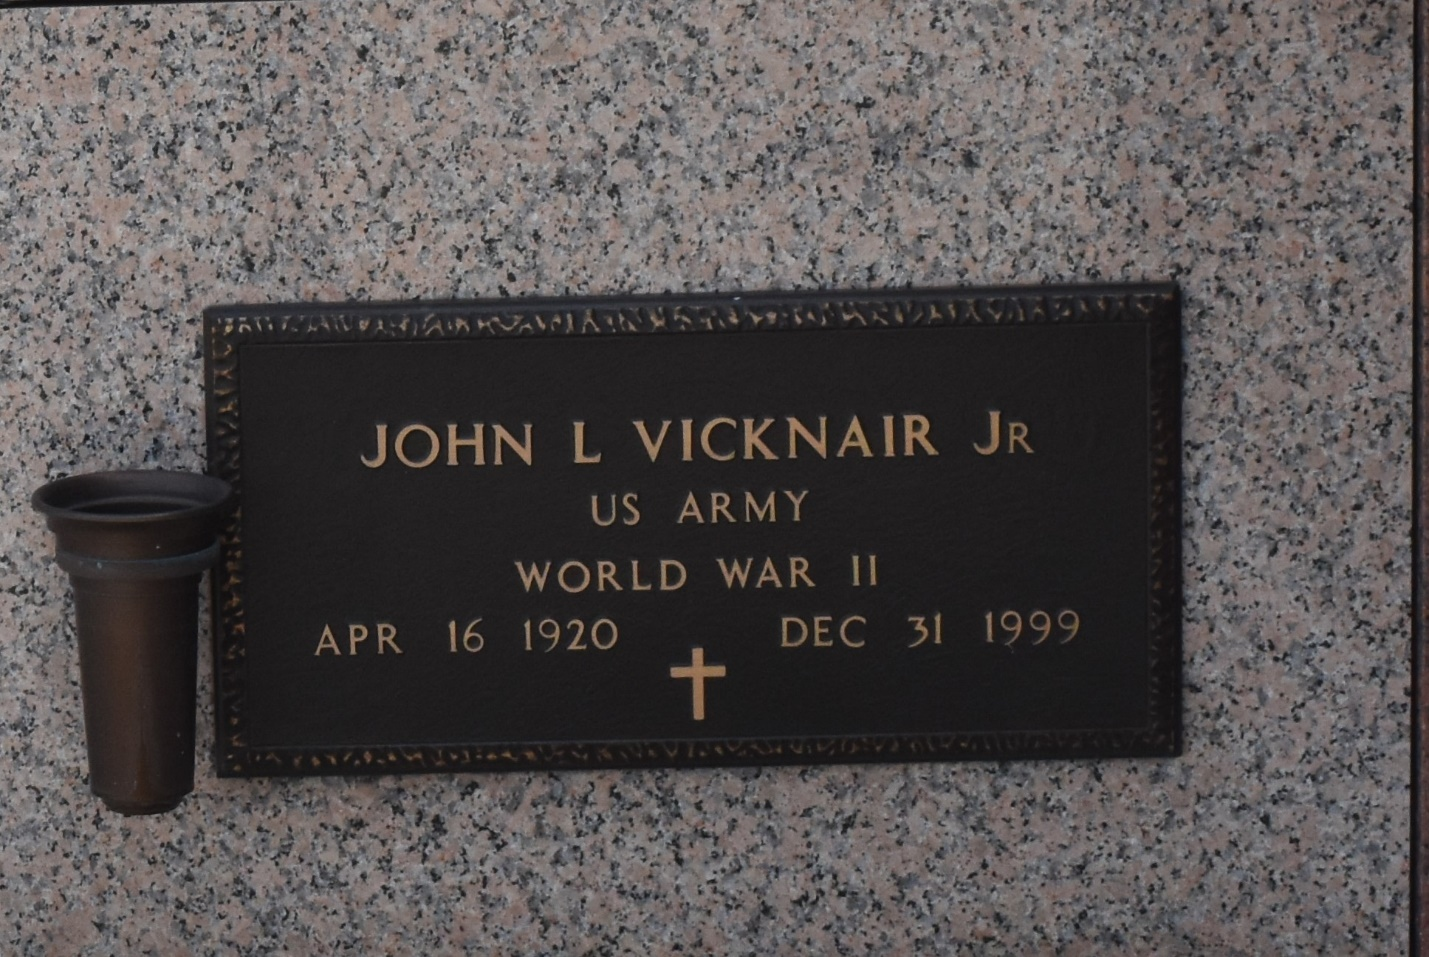 JOHN L VICKNAIR JR
US ARMY
WORLD WAR II
APR 16 1920 DEC 31 1999